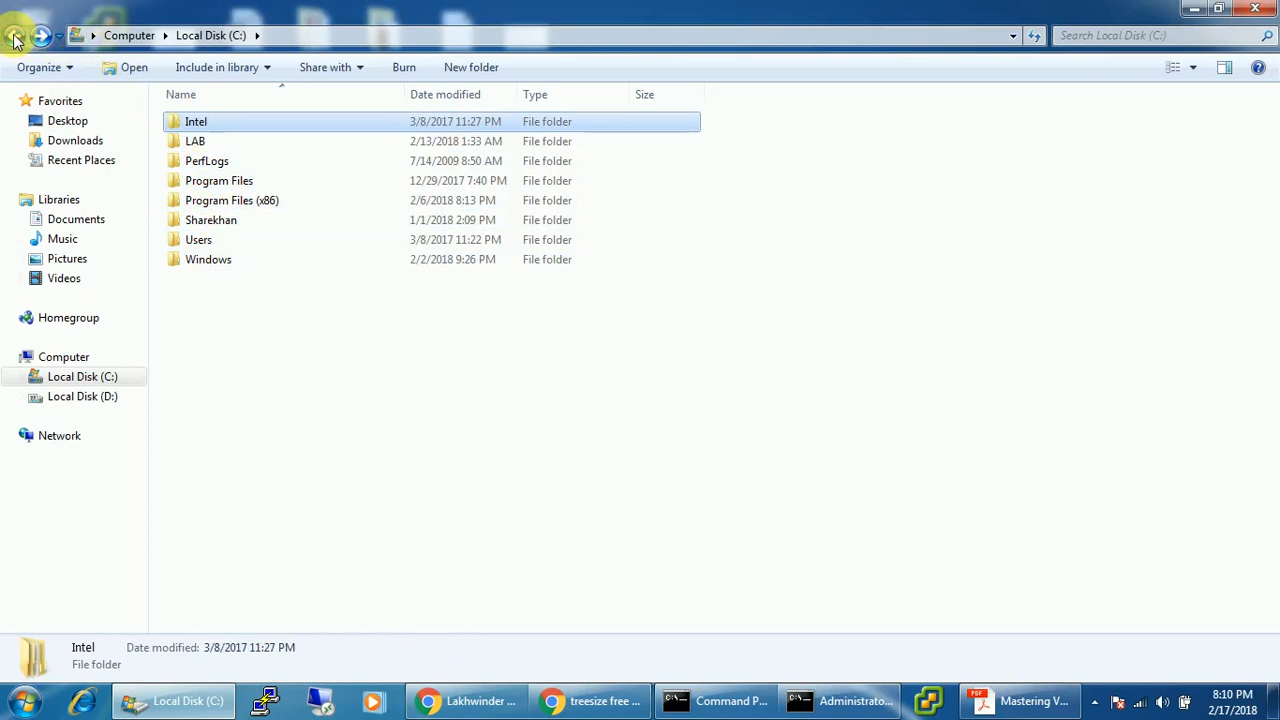 Computer Local Disk (C:)
Search Local Disk (C:)
Organize Open Include in library Share with Burn New folder
Name Date modified Type Size
Favorites
Desktop
Downloads
Recent Places
Libraries
Documents
Music
Pictures
Videos
Homegroup
Computer
Local Disk (C:)
Local Disk (D:)
Network
Intel 3/8/2017 11:27 PM File folder
LAB 2/13/2018 1:33 AM File folder
PerfLogs 7/14/2009 8:50 AM File folder
Program Files 12/29/2017 7:40 PM File folder
Program Files (x86) 2/6/2018 8:13 PM File folder
Sharekhan 1/1/2018 2:09 PM File folder
Users 3/8/2017 11:22 PM File folder
Windows 2/2/2018 9:26 PM File folder
Intel Date modified: 3/8/2017 11:27 PM
File folder
Local Disk (C:) Lakhwinder ... treesize free ... Command P... Administrato... Mastering V... 8:10 PM
2/17/2018